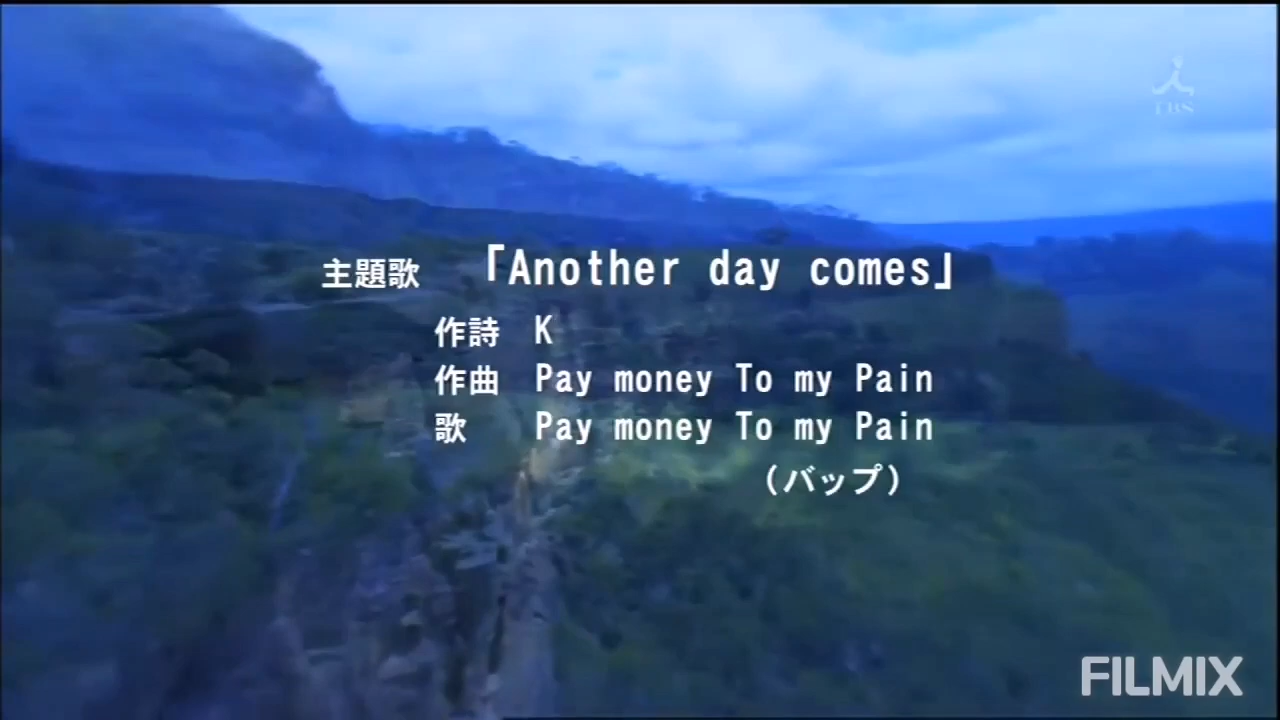 TBS
主題歌 「Another day comes」
作詩 K
作曲 Pay money To my Pain
歌 Pay money To my Pain
(バップ)
FILMIX